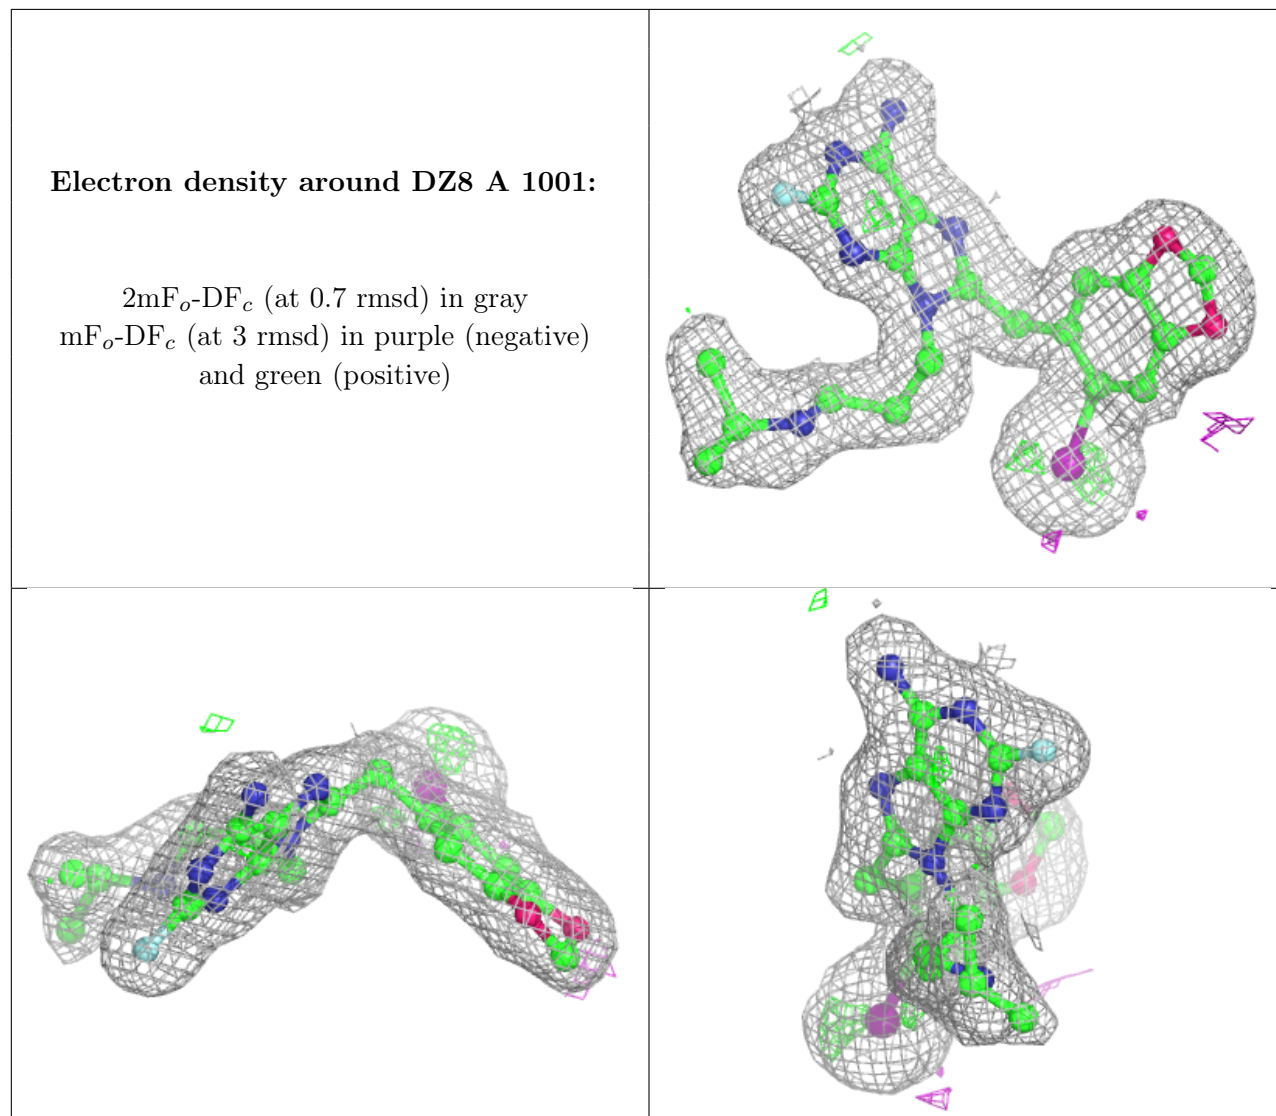 Electron density around DZ8 A 1001:
2mFo-DFc (at 0.7 rmsd) in gray
mFo-DFc (at 3 rmsd) in purple (negative)
and green (positive)